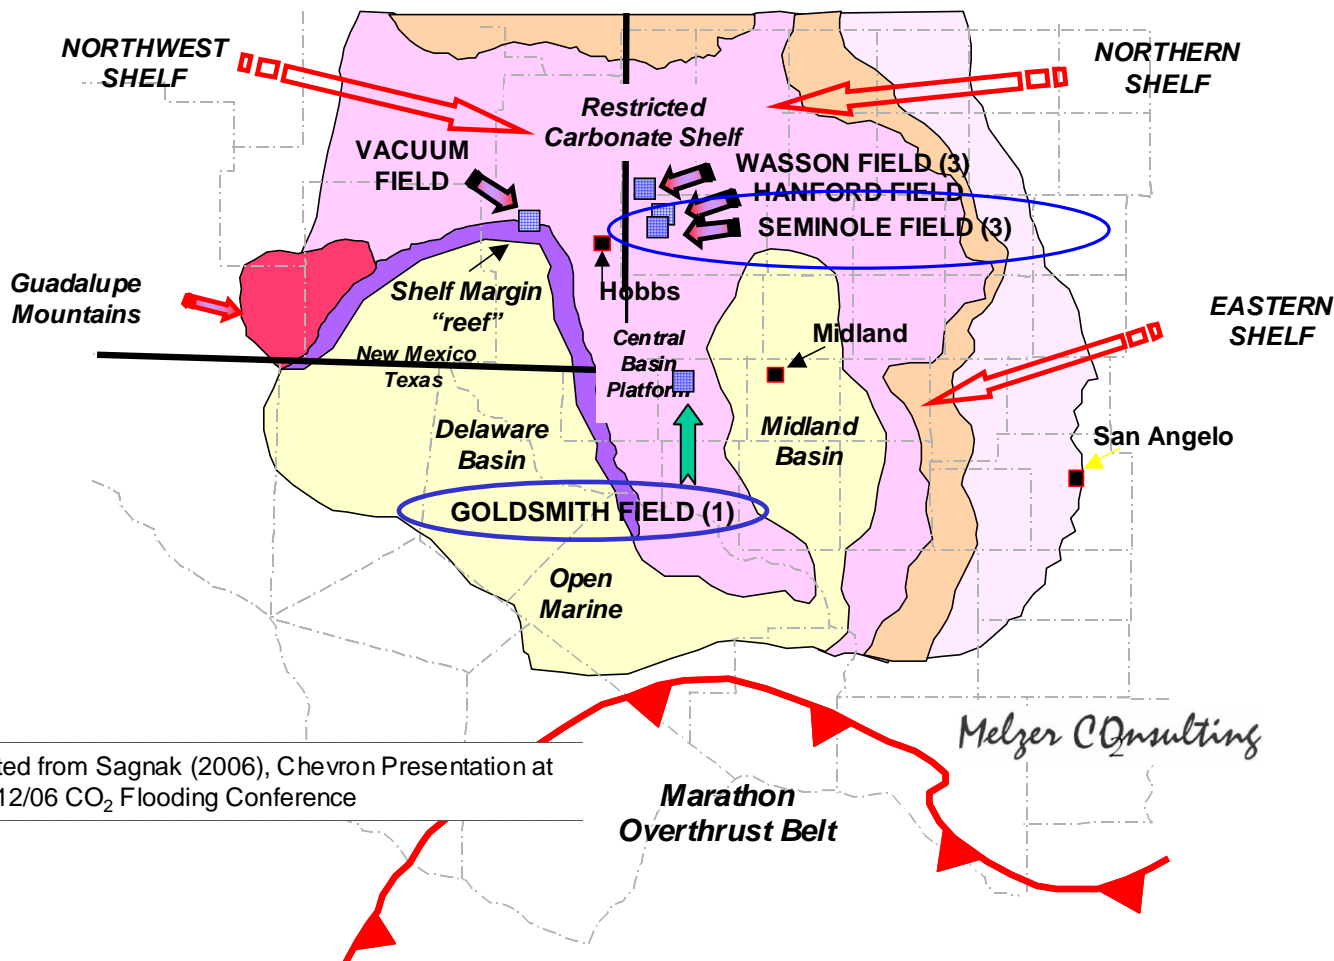 NORTHWEST
SHELF
NORTHERN
SHELF
Restricted
Carbonate Shelf
VACUUM
FIELD
WASSON FIELD (3)
HANFORD FIELD
SEMINOLE FIELD (3)
Guadalupe
Mountains
Shelf Margin
“reef”
Hobbs
EASTERN
SHELF
New Mexico
Texas
Central
Basin
Platform
Midland
Delaware
Basin
Midland
Basin
San Angelo
GOLDSMITH FIELD (1)
Open
Marine
Melzer CO2nsulting
ted from Sagnak (2006), Chevron Presentation at
12/06 CO2 Flooding Conference
Marathon
Overthrust Belt